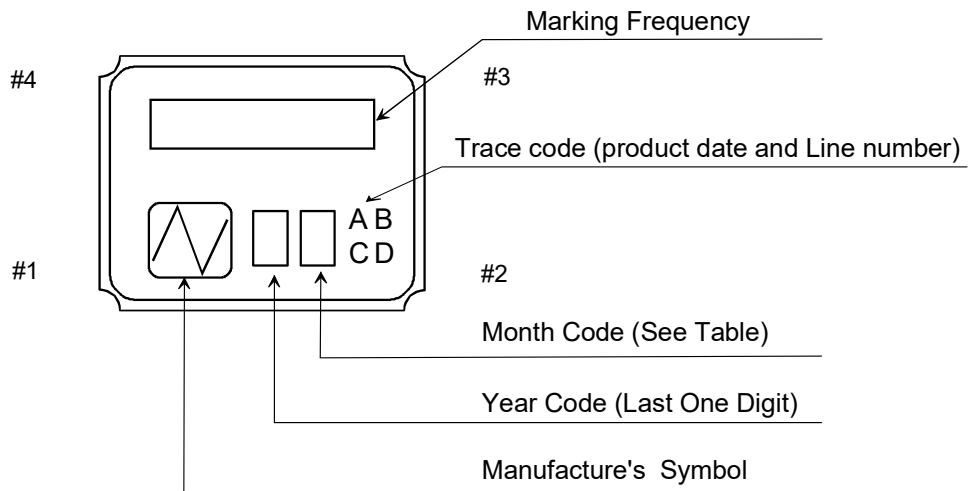 Marking Frequency
#4
#3
Trace code (product date and Line number)
A B
C D
#1
#2
Month Code (See Table)
Year Code (Last One Digit)
Manufacture's Symbol